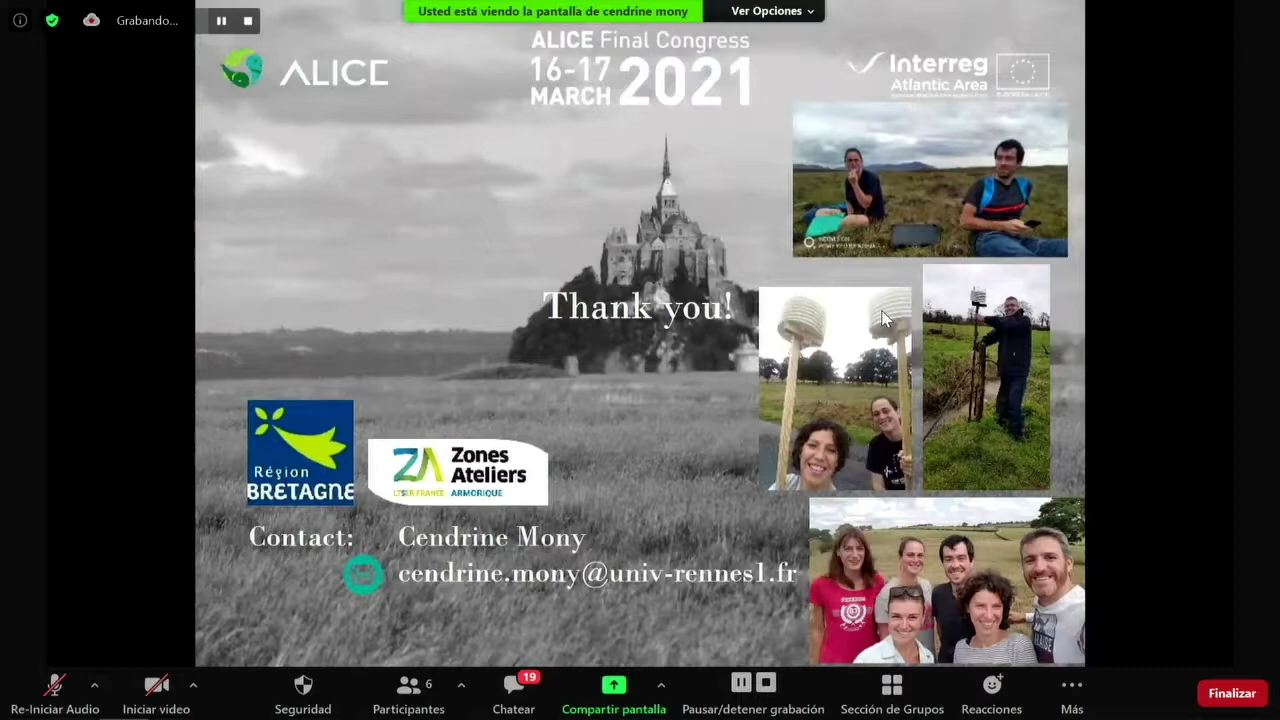 Grabando...
Usted está viendo la pantalla de cendrine mony
Ver Opciones
ALICE
ALICE Final Congress
16-17
MARCH 2021
Interreg
Atlantic Area
Thank you!
Région
BRETAGNE
ZA Zones
Ateliers
LTSER-FRANCE ARMORIQUE
Contact: Cendrine Mony
cendrine.mony@univ-rennes1.fr
6
19
Re-Iniciar Audio
Iniciar video
Seguridad
Participantes
Chatear
Compartir pantalla
Pausar/detener grabación
Sección de Grupos
Reacciones
Más
Finalizar